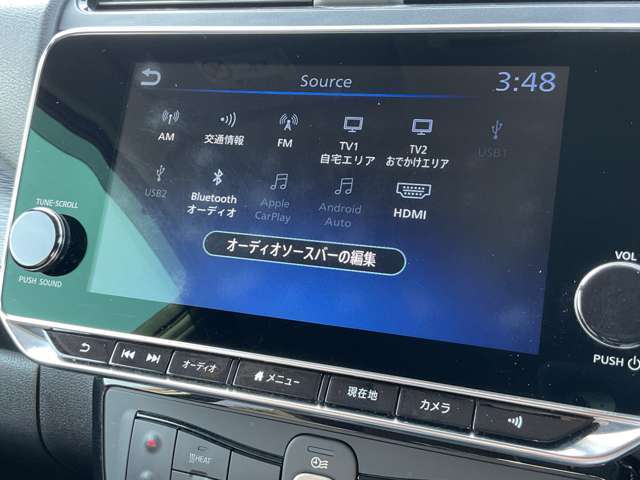 Source
3:48
AM
交通情報
FM
TV1
自宅エリア
TV2
おでかけエリア
USB1
USB2
Bluetooth
オーディオ
Apple
CarPlay
Android
Auto
HDMI
オーディオソースバーの編集
TUNE·SCROLL
PUSH SOUND
VOL
PUSH
オーディオ
メニュー
現在地
カメラ
HEAT